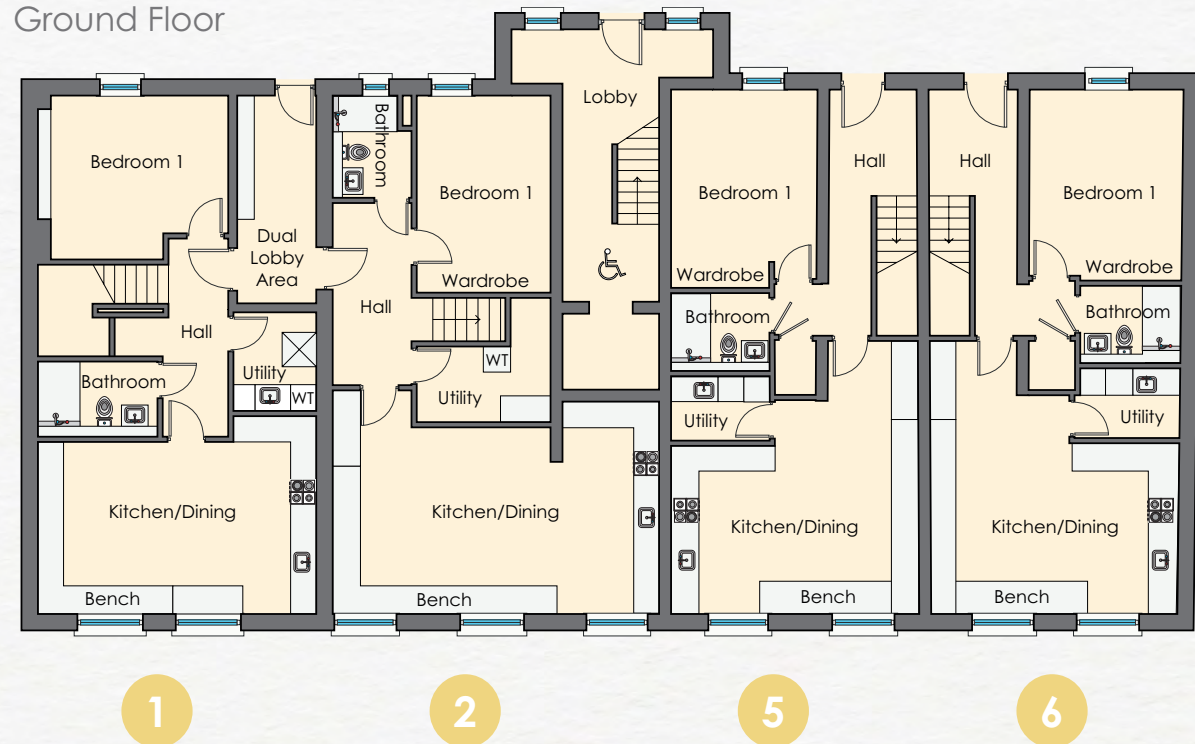 Ground Floor
Lobby
Bathroom
Bedroom 1
Bedroom 1
Bedroom 1
Bedroom 1
Hall
Hall
Dual
Lobby
Area
Wardrobe
Wardrobe
Wardrobe
Hall
Hall
Bathroom
Bathroom
Bathroom
Utility
WT
WT
Utility
Utility
Utility
Kitchen/Dining
Kitchen/Dining
Kitchen/Dining
Kitchen/Dining
Bench
Bench
Bench
Bench
1
2
5
6